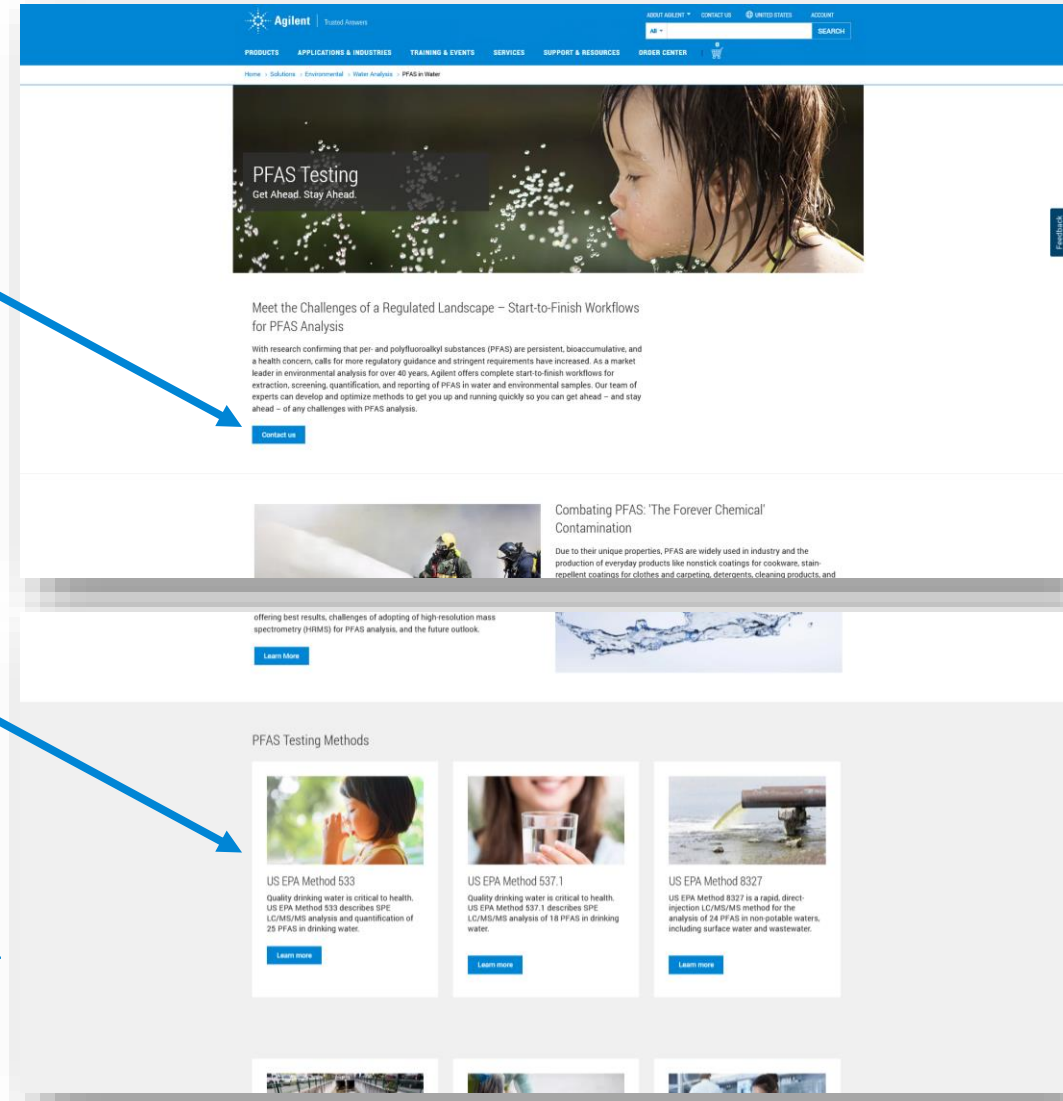 Agilent | Trusted Answers
ABOUT AGILENT CONTACT US UNITED STATES ACCOUNT
All SEARCH
PRODUCTS APPLICATIONS & INDUSTRIES TRAINING & EVENTS SERVICES SUPPORT & RESOURCES ORDER CENTER 0
Home > Solutions > Environmental > Water Analysis > PFAS in Water
PFAS Testing
Get Ahead. Stay Ahead.
Feedback
Meet the Challenges of a Regulated Landscape – Start-to-Finish Workflows
for PFAS Analysis
With research confirming that per- and polyfluoroalkyl substances (PFAS) are persistent, bioaccumulative, and
a health concern, calls for more regulatory guidance and stringent requirements have increased. As a market
leader in environmental analysis for over 40 years, Agilent offers complete start-to-finish workflows for
extraction, screening, quantification, and reporting of PFAS in water and environmental samples. Our team of
experts can develop and optimize methods to get you up and running quickly so you can get ahead – and stay
ahead – of any challenges with PFAS analysis.
Contact us
Combating PFAS: 'The Forever Chemical'
Contamination
Due to their unique properties, PFAS are widely used in industry and the
production of everyday products like nonstick coatings for cookware, stain-
repellent coatings for clothes and carpeting, detergents, cleaning products, and
offering best results, challenges of adopting of high-resolution mass
spectrometry (HRMS) for PFAS analysis, and the future outlook.
Learn More
PFAS Testing Methods
US EPA Method 533
Quality drinking water is critical to health.
US EPA Method 533 describes SPE
LC/MS/MS analysis and quantification of
25 PFAS in drinking water.
Learn more
US EPA Method 537.1
Quality drinking water is critical to health.
US EPA Method 537.1 describes SPE
LC/MS/MS analysis of 18 PFAS in drinking
water.
Learn more
US EPA Method 8327
US EPA Method 8327 is a rapid, direct-
injection LC/MS/MS method for the
analysis of 24 PFAS in non-potable waters,
including surface water and wastewater.
Learn more